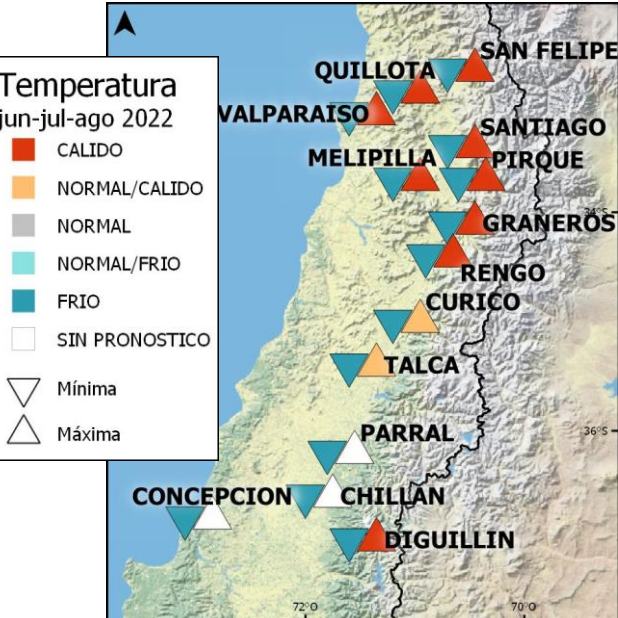 Temperatura
jun-jul-ago 2022
CALIDO
NORMAL/CALIDO
NORMAL
NORMAL/FRIO
FRIO
SIN PRONOSTICO
Mínima
Máxima
SAN FELIPE
QUILLOTA
VALPARAISO
SANTIAGO
MELIPILLA
PIRQUE
34°S
GRANEROS
RENGO
CURICO
TALCA
36°S
PARRAL
CONCEPCION
CHILLAN
DIGUILLIN
72°O
70°O